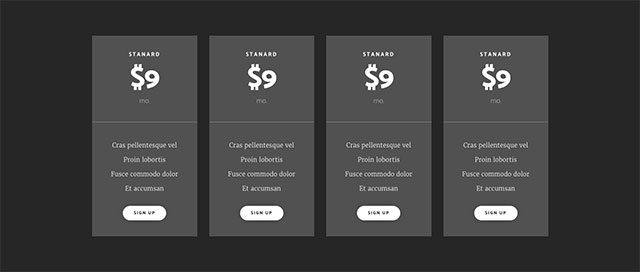 STANARD
$9
mo.
Cras pellentesque vel
Proin lobortis
Fusce commodo dolor
Et accumsan
SIGN UP
STANARD
$9
mo.
Cras pellentesque vel
Proin lobortis
Fusce commodo dolor
Et accumsan
SIGN UP
STANARD
$9
mo.
Cras pellentesque vel
Proin lobortis
Fusce commodo dolor
Et accumsan
SIGN UP
STANARD
$9
mo.
Cras pellentesque vel
Proin lobortis
Fusce commodo dolor
Et accumsan
SIGN UP